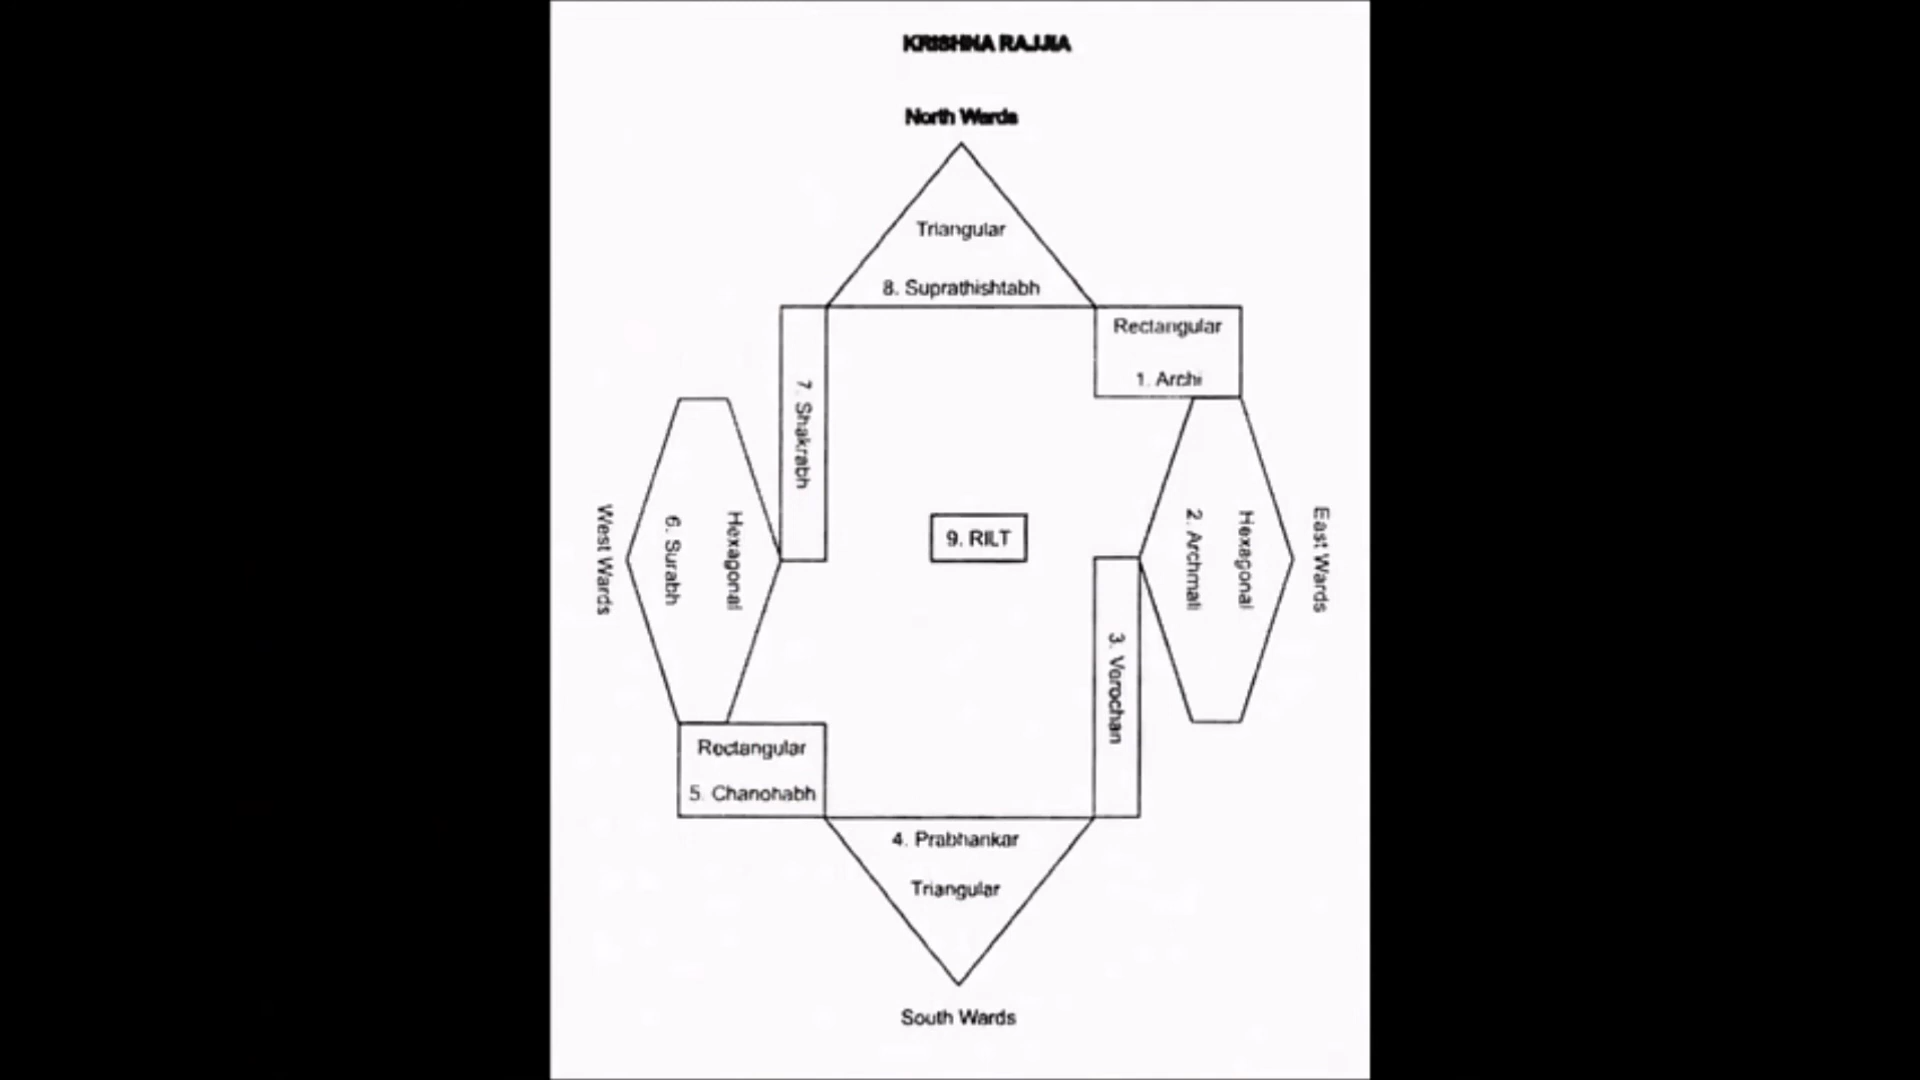 KRISHNA RAJJIA
North Wards
Triangular
8. Suprathishtabh
Rectangular
1. Archi
7. Shakrabh
West Wards
6. Surabh
Hexagonal
9. RILT
2. Archmali
Hexagonal
East Wards
3. Verochan
Rectangular
5. Chanohabh
4. Prabhankar
Triangular
South Wards